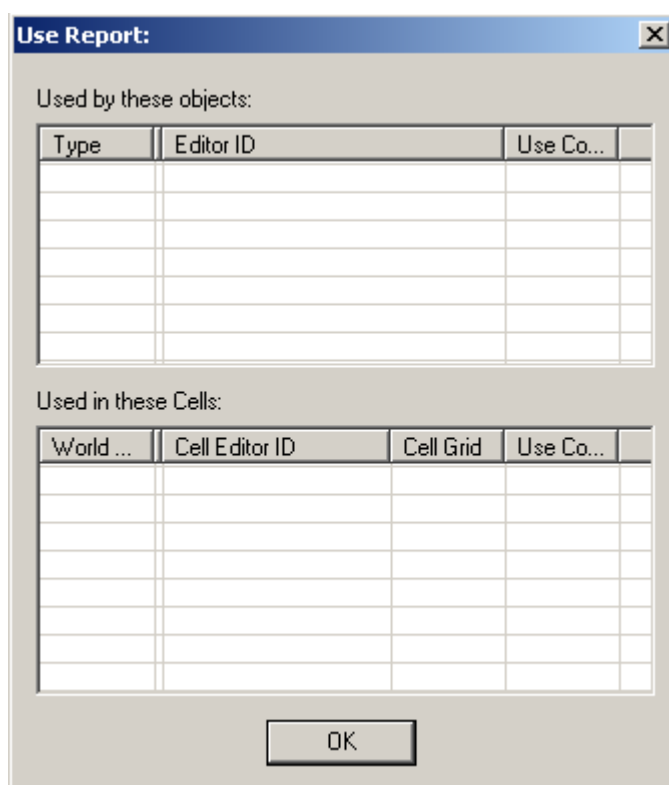 Use Report:
Used by these objects:
Type Editor ID Use Co...
Used in these Cells:
World ... Cell Editor ID Cell Grid Use Co...
OK